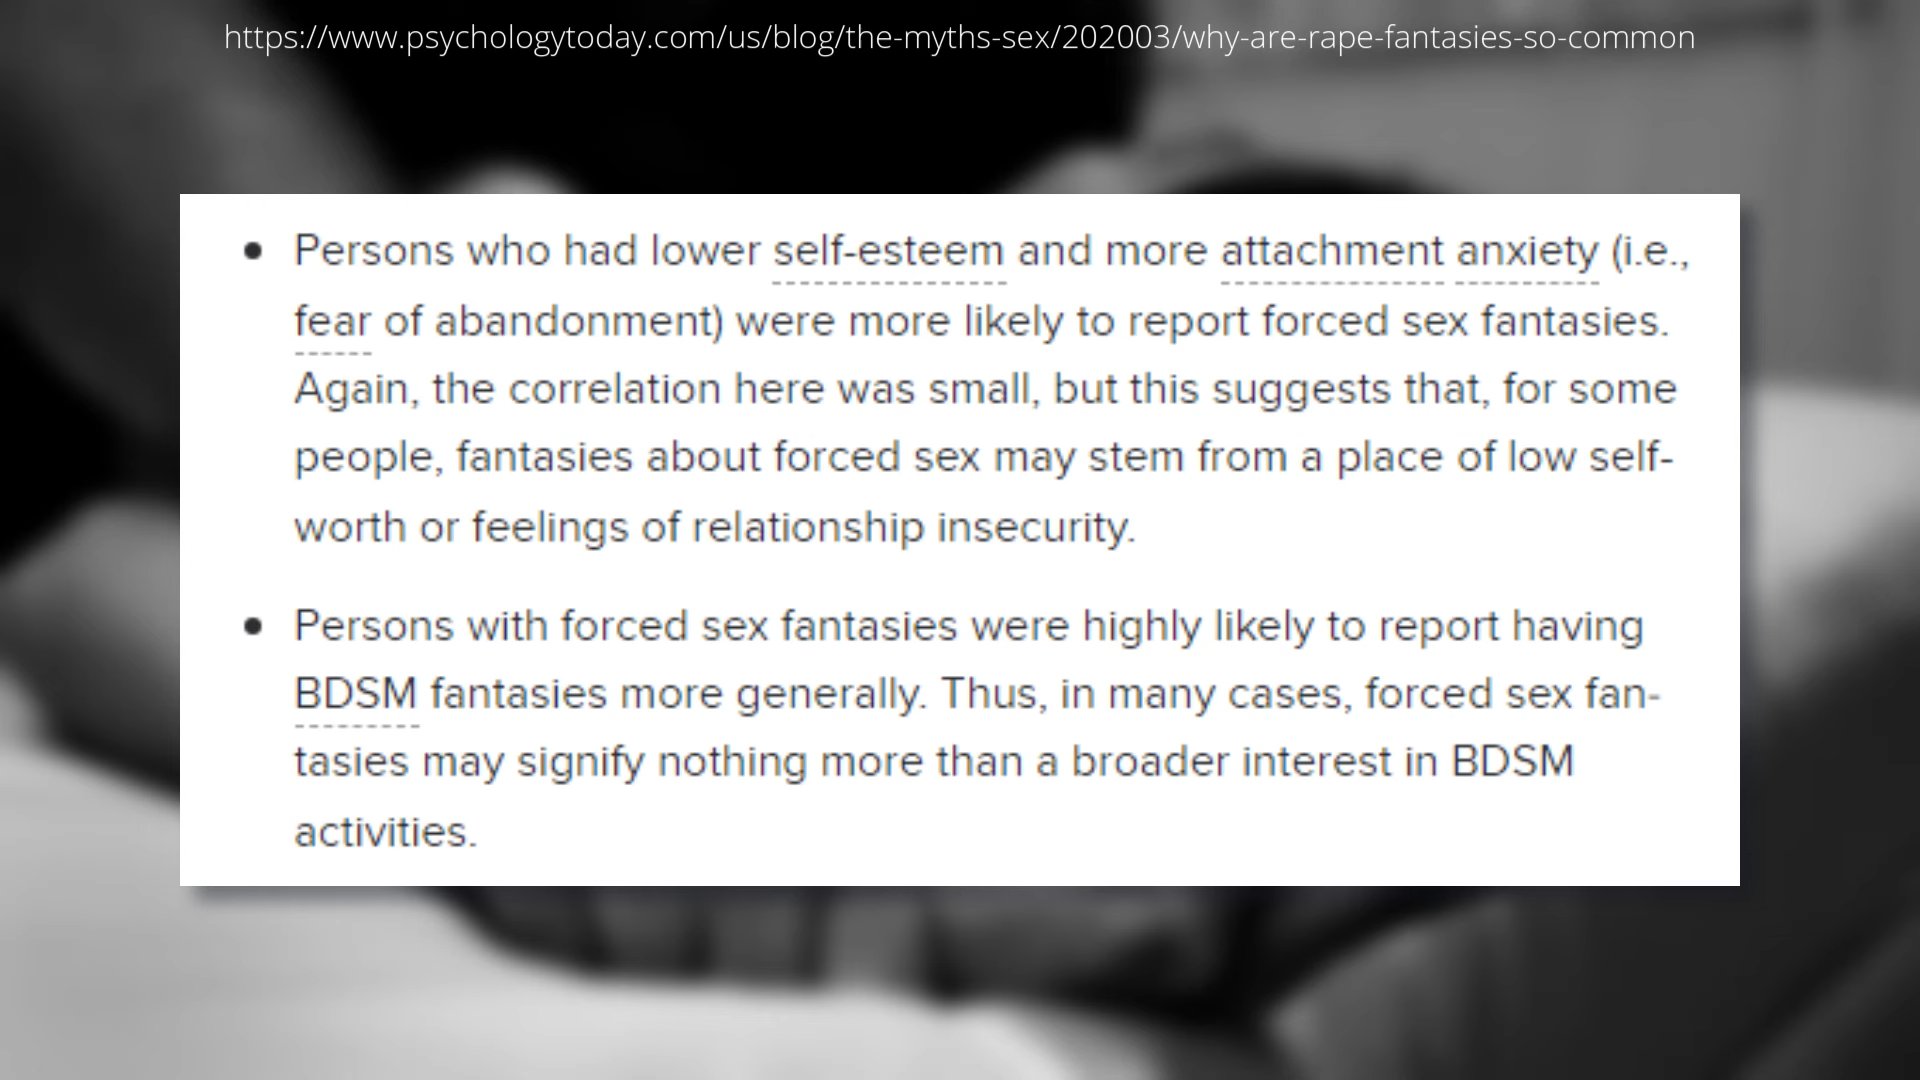 https://www.psychologytoday.com/us/blog/the-myths-sex/202003/why-are-rape-fantasies-so-common
• Persons who had lower self-esteem and more attachment anxiety (i.e.,
fear of abandonment) were more likely to report forced sex fantasies.
Again, the correlation here was small, but this suggests that, for some
people, fantasies about forced sex may stem from a place of low self-
worth or feelings of relationship insecurity.
• Persons with forced sex fantasies were highly likely to report having
BDSM fantasies more generally. Thus, in many cases, forced sex fan-
tasies may signify nothing more than a broader interest in BDSM
activities.